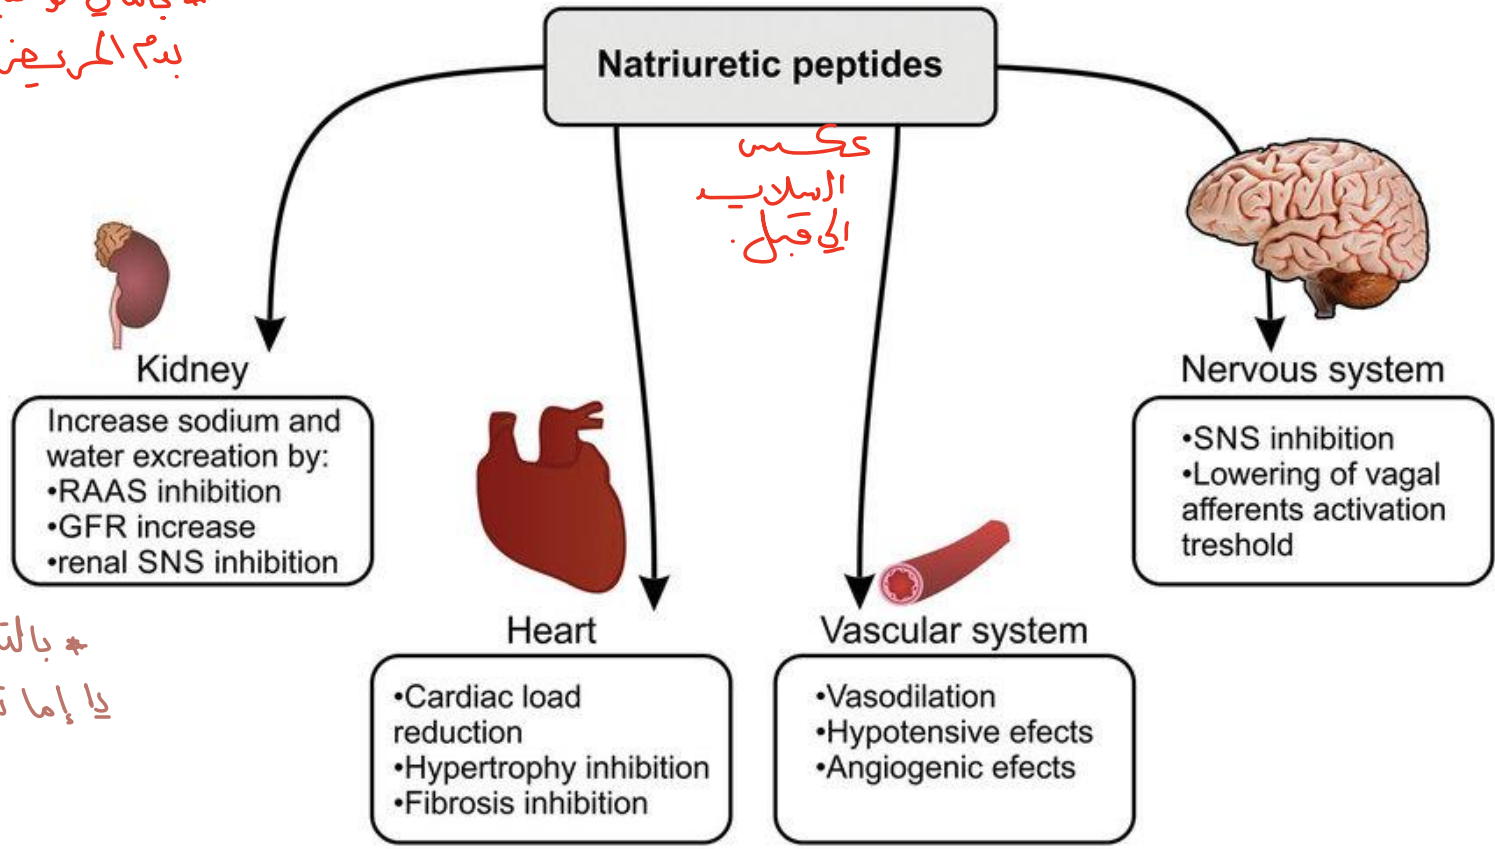 بدم المريض
Natriuretic peptides
عكس
السلايد
الي قبل.
Kidney
Increase sodium and
water excreation by:
•RAAS inhibition
•GFR increase
•renal SNS inhibition
Heart
•Cardiac load
reduction
•Hypertrophy inhibition
•Fibrosis inhibition
Vascular system
•Vasodilation
•Hypotensive efects
•Angiogenic efects
Nervous system
•SNS inhibition
•Lowering of vagal
afferents activation
treshold
إما